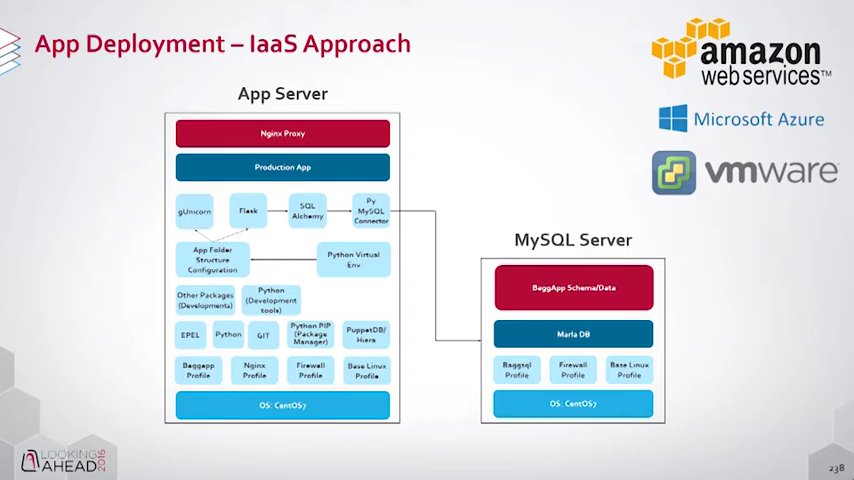 App Deployment – IaaS Approach
amazon
web services™
Microsoft Azure
vmware
App Server
Nginx Proxy
Production App
gUnicorn
Flask
SQL
Alchemy
Py
MySQL
Connector
App Folder
Structure
Configuration
Python Virtual
Env
Other Packages
(Developments)
Python
(Development
tools)
EPEL
Python
GIT
Python PIP
(Package
Manager)
PuppetDB/
Hiera
Baggapp
Profile
Nginx
Profile
Firewall
Profile
Base Linux
Profile
OS: CentOS7
MySQL Server
BaggApp Schema/Data
Maria DB
Baggsql
Profile
Firewall
Profile
Base Linux
Profile
OS: CentOS7
LOOKING
AHEAD 2016
238